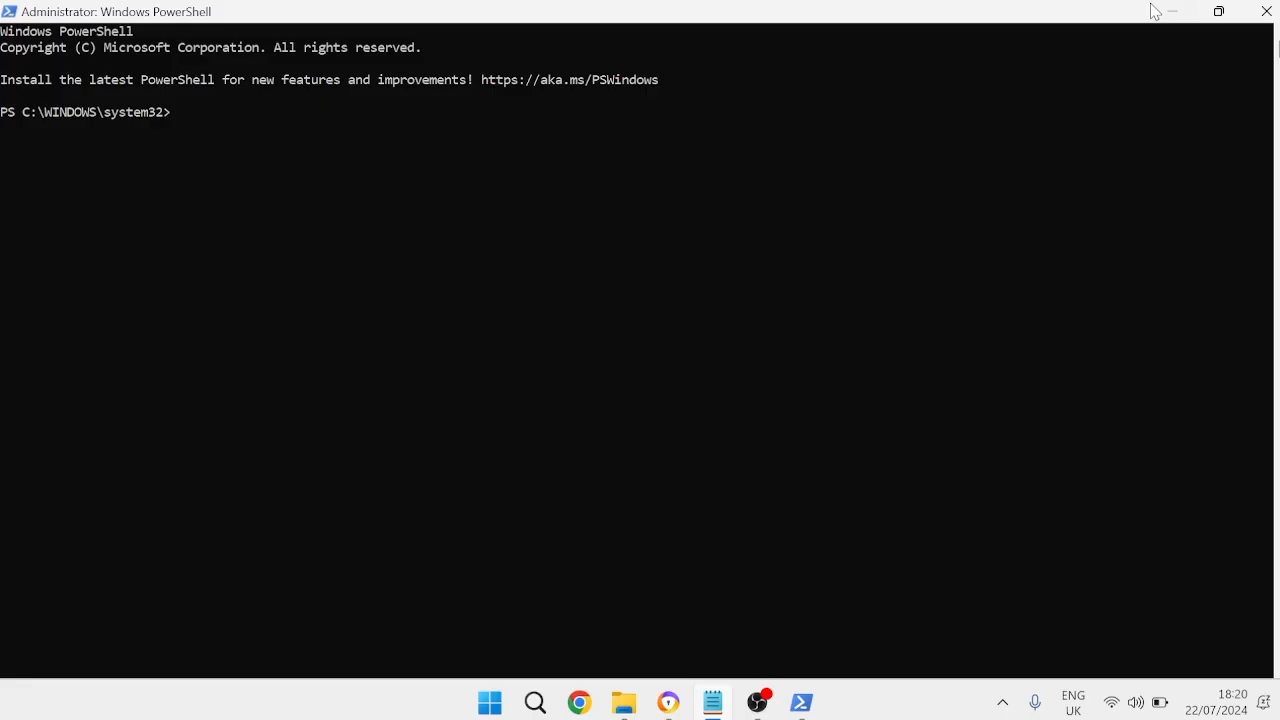 Administrator: Windows PowerShell
Windows PowerShell
Copyright (C) Microsoft Corporation. All rights reserved.
Install the latest PowerShell for new features and improvements! https://aka.ms/PSWindows
PS C:\WINDOWS\system32>
ENG
UK
18:20
22/07/2024